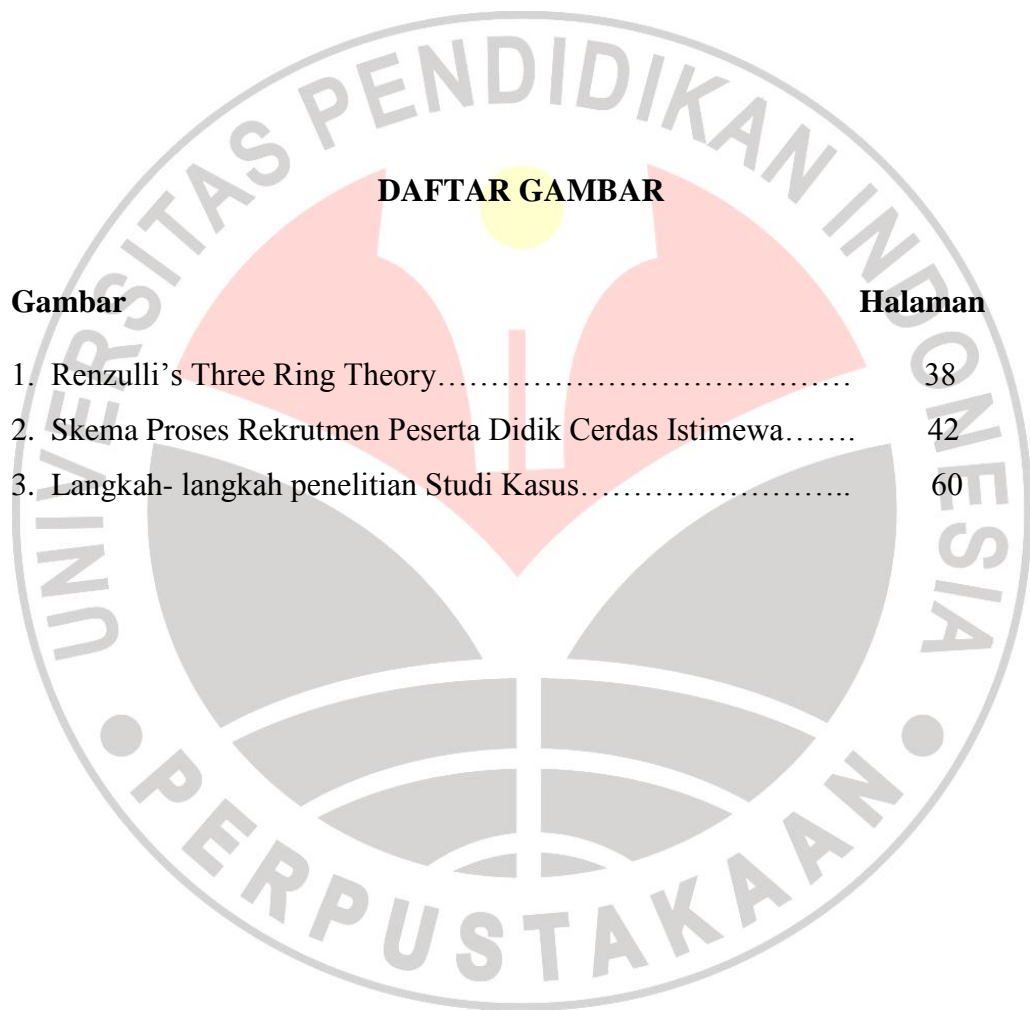 UNIVERSITAS PENDIDIKAN INDONESIA
DAFTAR GAMBAR
Gambar Halaman
1. Renzulli’s Three Ring Theory………………………………… 38
2. Skema Proses Rekrutmen Peserta Didik Cerdas Istimewa……. 42
3. Langkah- langkah penelitian Studi Kasus…………………….. 60
PERPUSTAKAAN